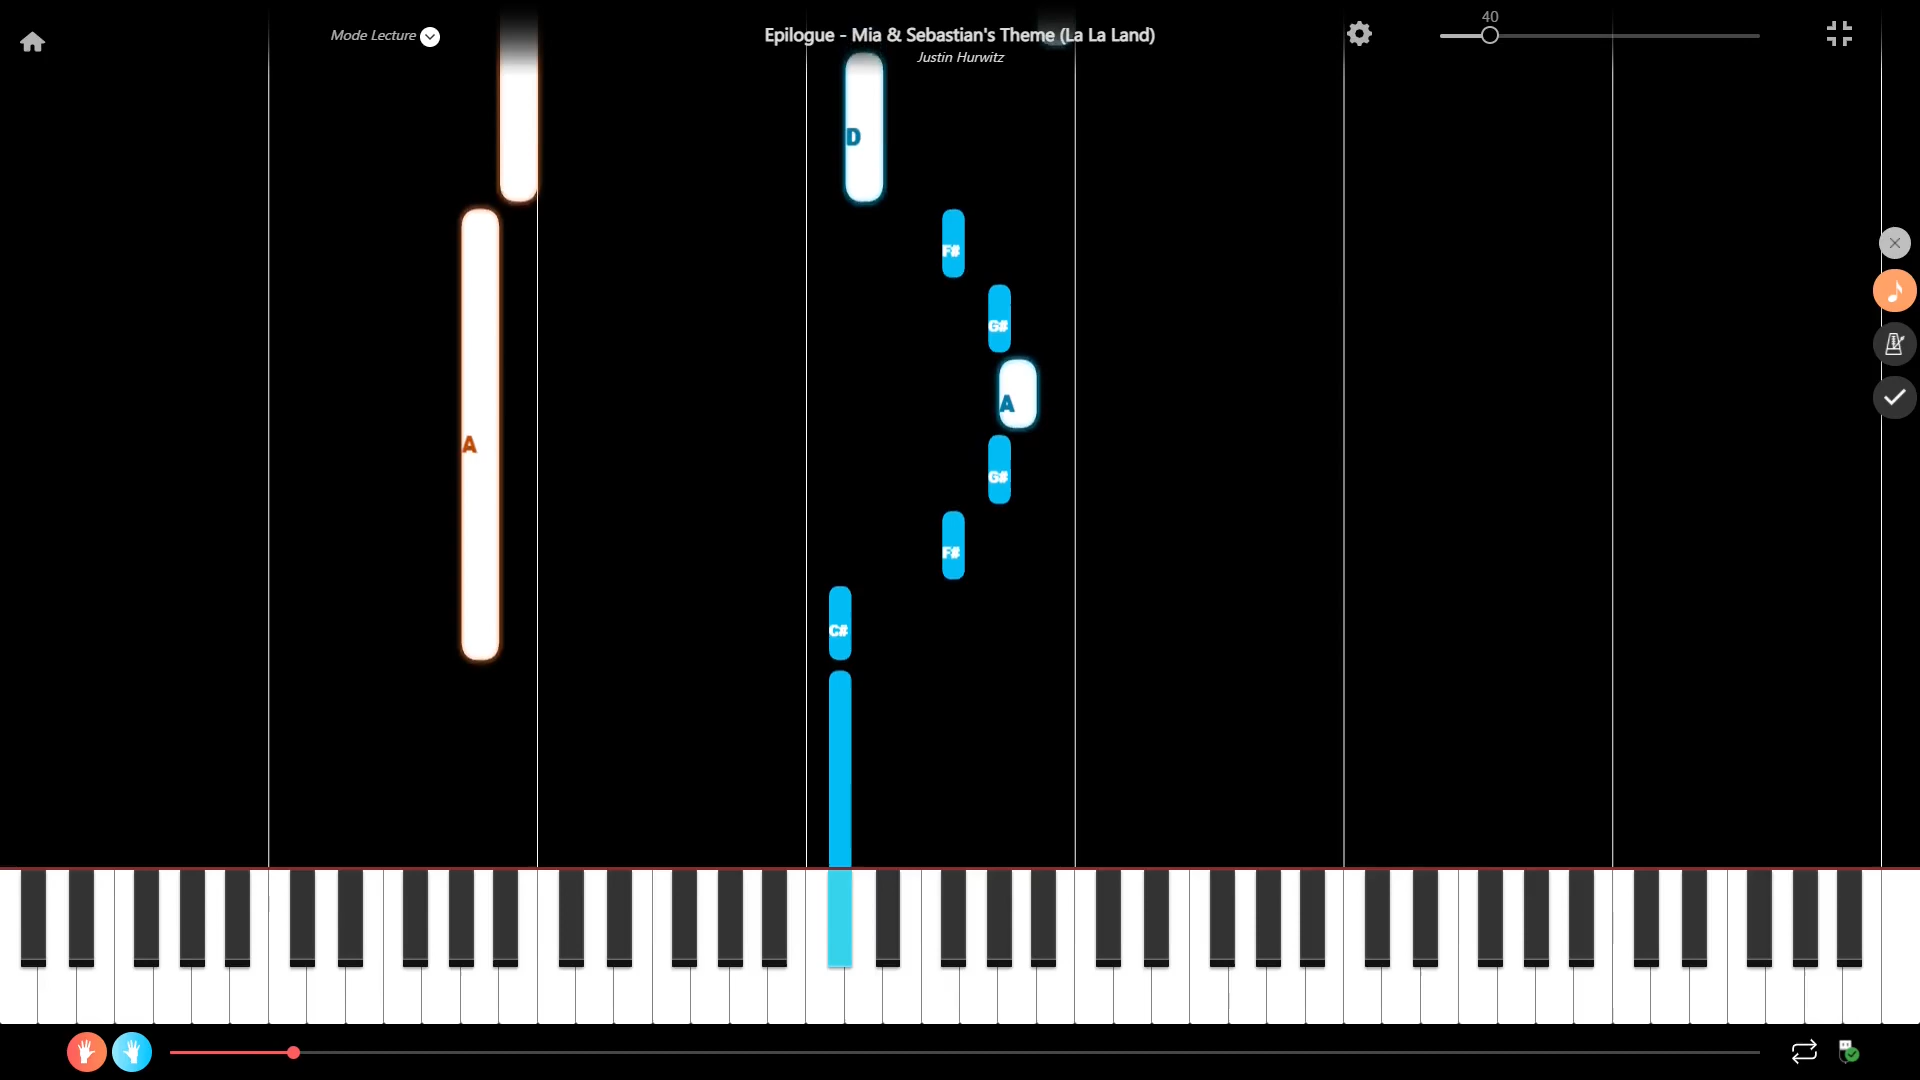 Mode Lecture
Epilogue - Mia & Sebastian's Theme (La La Land)
Justin Hurwitz
40
D
F#
G#
A
G#
A
F#
C#